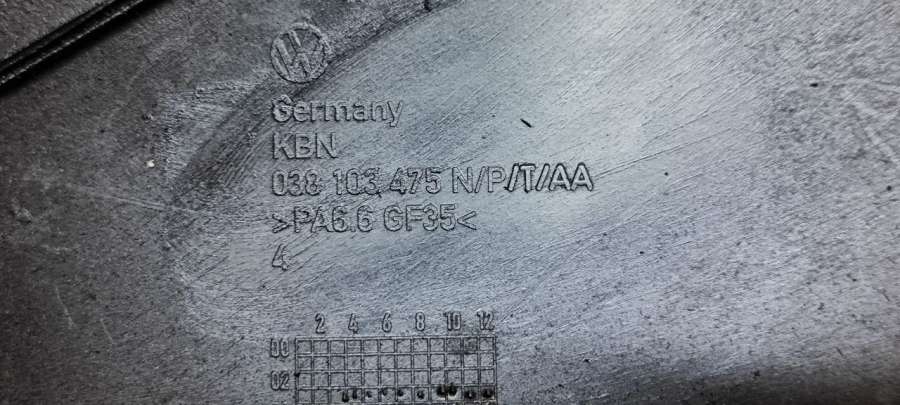 Germany
KBN
038 103 475 N/P/T/AA
>PA6.6 GF35<
4
2 4 6 8 10 12
00
02